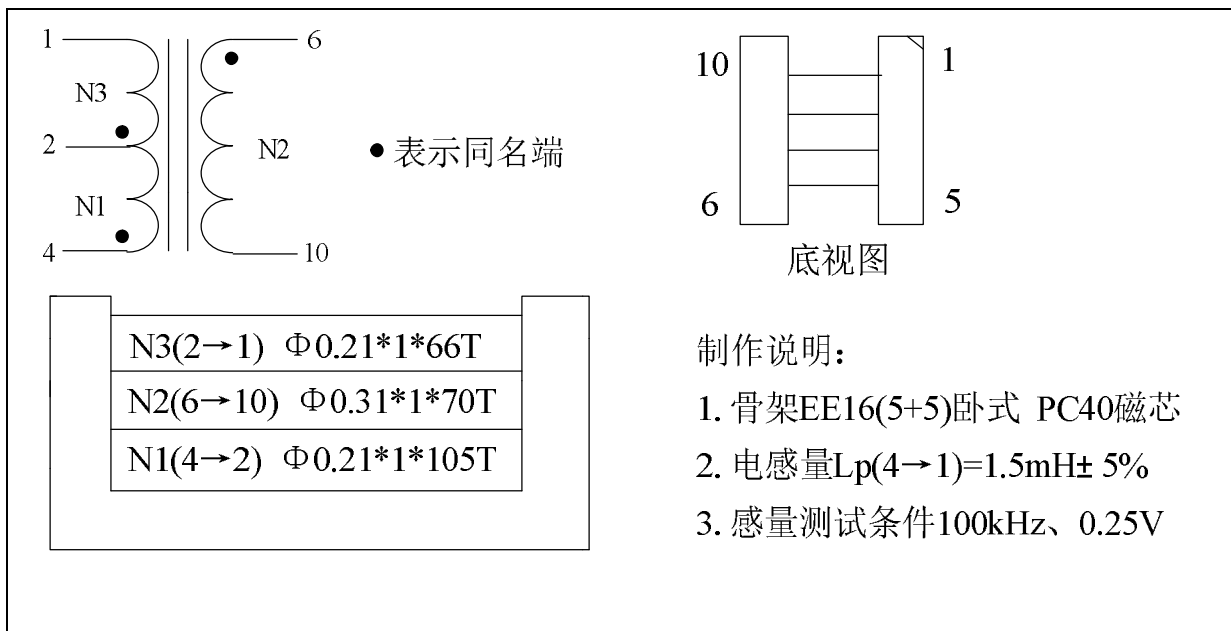 1
6
N3
2
N2
● 表示同名端
N1
4
10
10
1
6
5
底视图
N3(2→1) Φ0.21*1*66T
N2(6→10) Φ0.31*1*70T
N1(4→2) Φ0.21*1*105T
制作说明：
1. 骨架EE16(5+5)卧式 PC40磁芯
2. 电感量Lp(4→1)=1.5mH± 5%
3. 感量测试条件100kHz、0.25V